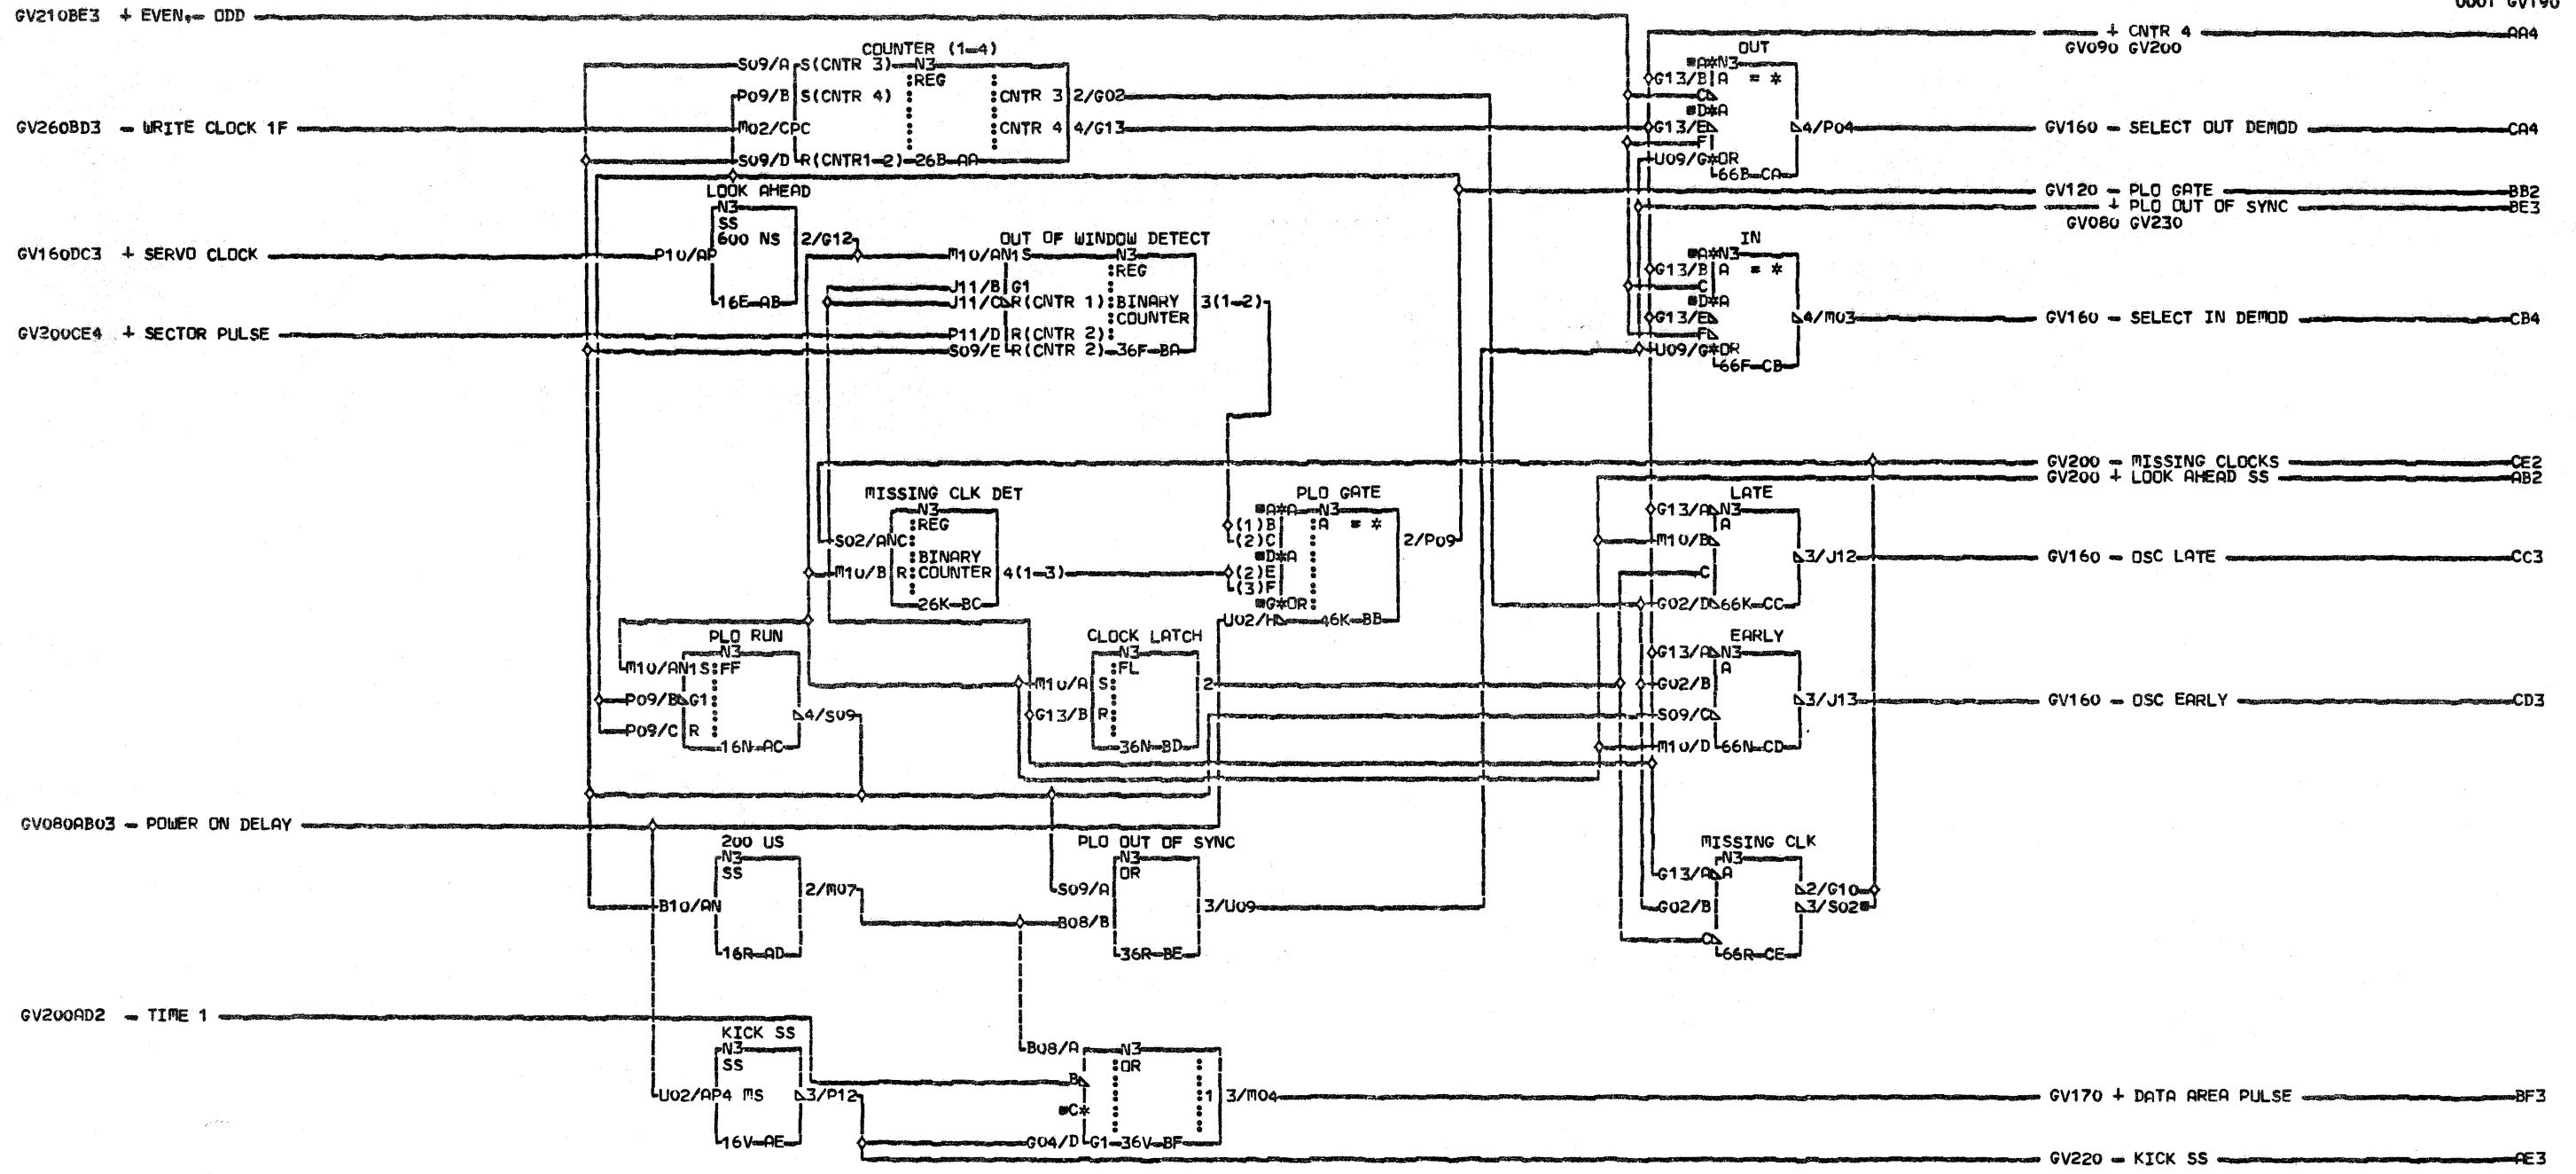 0001 GV190
GV210BE3 + EVEN,- ODD
+ CNTR 4 AA4
GV090 GV200
COUNTER (1-4)
S09/A S(CNTR 3) N3
REG
P09/B S(CNTR 4) CNTR 3 2/G02
GV260BD3 - WRITE CLOCK 1F
M02/CPC CNTR 4 4/G13
S09/D R(CNTR1-2) 26B-AA
OUT
■A*N3
G13/B A = *
C
■D*A
G13/E 4/P04
F
U09/G*OR
66B-CA
GV160 - SELECT OUT DEMOD CA4
GV120 - PLO GATE BB2
+ PLO OUT OF SYNC BE3
GV080 GV230
LOOK AHEAD
N3
SS
600 NS 2/G12
GV160DC3 + SERVO CLOCK
P10/AP
16E-AB
OUT OF WINDOW DETECT
M10/AN1S N3
REG
J11/B G1
J11/C R(CNTR 1) BINARY 3(1-2)
COUNTER
GV200CE4 + SECTOR PULSE
P11/D R(CNTR 2)
S09/E R(CNTR 2) 36F-BA
IN
■A*N3
G13/B A = *
C
■D*A
G13/E 4/M03
F
U09/G*OR
66F-CB
GV160 - SELECT IN DEMOD CB4
GV200 - MISSING CLOCKS CE2
GV200 + LOOK AHEAD SS AB2
MISSING CLK DET
N3
REG
S02/ANC
BINARY
M10/B R COUNTER 4(1-3)
26K-BC
PLO GATE
■A*A N3
(1)B A = *
(2)C 2/P09
■D*A
(2)E
(3)F
■G*OR
U02/H 46K-BB
LATE
G13/A N3
A
M10/B
3/J12
C
G02/D 66K-CC
GV160 - OSC LATE CC3
PLO RUN
N3
M10/AN1S FF
P09/B G1
4/S09
P09/C R
16N-AC
CLOCK LATCH
N3
FL
M10/A S 2
G13/B R
36N-BD
EARLY
G13/A N3
A
G02/B
3/J13
S09/C
M10/D 66N-CD
GV160 - OSC EARLY CD3
GV080AB03 - POWER ON DELAY
200 US
N3
SS
2/M07
B10/AN
16R-AD
PLO OUT OF SYNC
N3
OR
S09/A
3/U09
B08/B
36R-BE
MISSING CLK
N3
G13/A A
2/G10
G02/B 3/S02■
C
66R-CE
GV200AD2 - TIME 1
KICK SS
N3
SS
U02/AP4 MS 3/P12
16V-AE
B08/A N3
OR
B
1 3/M04
■C*
G04/D G1 36V-BF
GV170 + DATA AREA PULSE BF3
GV220 - KICK SS AE3